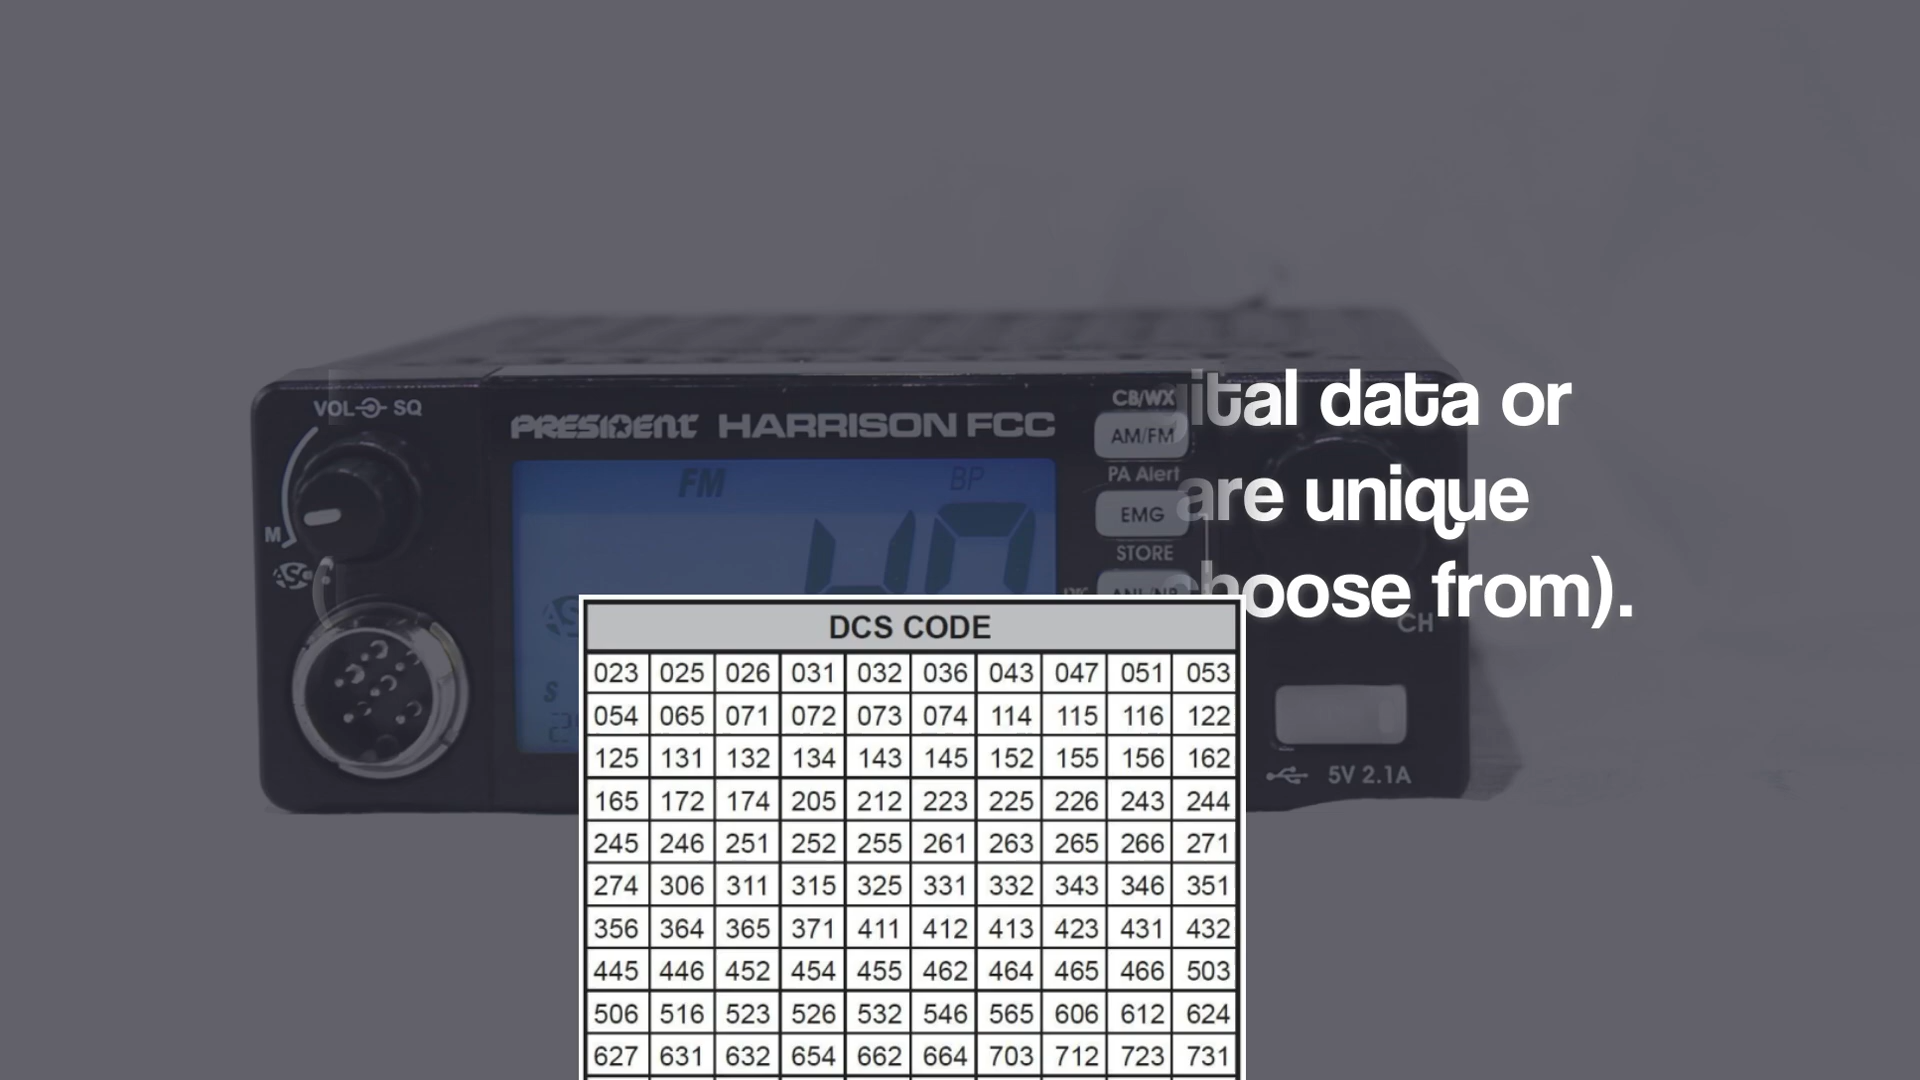 VOL SQ
CB/WX
ital data or
PRESIDENT HARRISON FCC
AM/FM
PA Alert
FM
BP
are unique
EMG
M
STORE
ASC
hoose from).
CH
DCS CODE
023 025 026 031 032 036 043 047 051 053
S
054 065 071 072 073 074 114 115 116 122
125 131 132 134 143 145 152 155 156 162
5V 2.1A
165 172 174 205 212 223 225 226 243 244
245 246 251 252 255 261 263 265 266 271
274 306 311 315 325 331 332 343 346 351
356 364 365 371 411 412 413 423 431 432
445 446 452 454 455 462 464 465 466 503
506 516 523 526 532 546 565 606 612 624
627 631 632 654 662 664 703 712 723 731